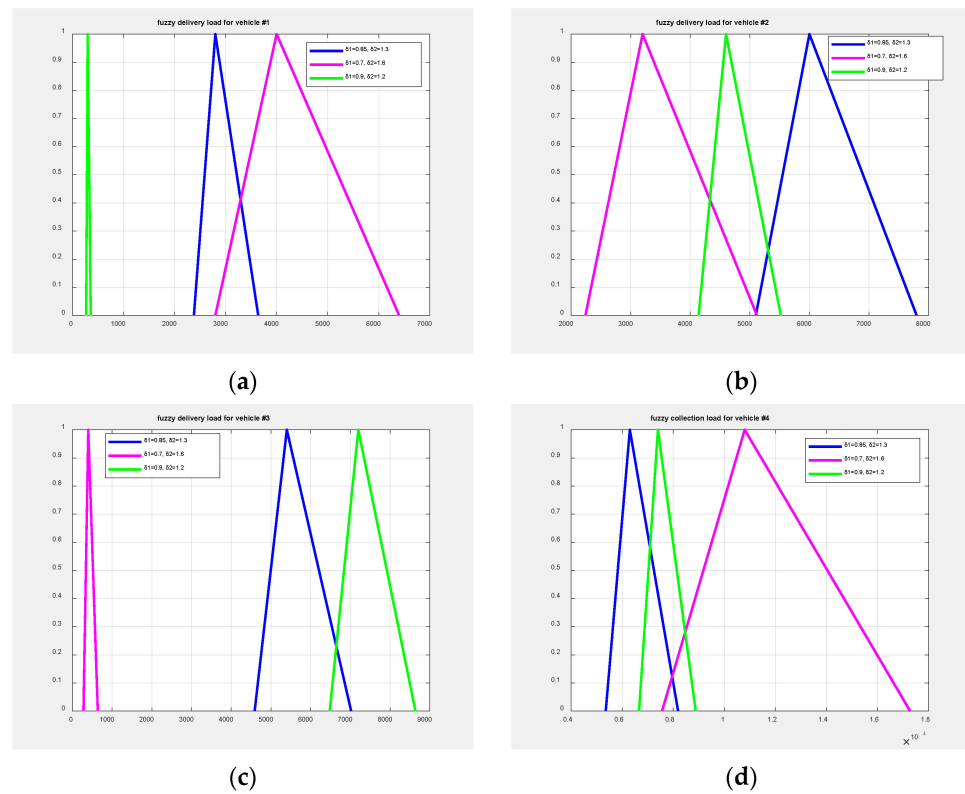 fuzzy delivery load for vehicle #1
1
0.9
0.8
0.7
0.6
0.5
0.4
0.3
0.2
0.1
0
0 1000 2000 3000 4000 5000 6000 7000
δ1=0.85, δ2=1.3
δ1=0.7, δ2=1.6
δ1=0.9, δ2=1.2
(a)
fuzzy delivery load for vehicle #2
1
0.9
0.8
0.7
0.6
0.5
0.4
0.3
0.2
0.1
0
2000 3000 4000 5000 6000 7000 8000
δ1=0.85, δ2=1.3
δ1=0.7, δ2=1.6
δ1=0.9, δ2=1.2
(b)
fuzzy delivery load for vehicle #3
1
0.9
0.8
0.7
0.6
0.5
0.4
0.3
0.2
0.1
0
0 1000 2000 3000 4000 5000 6000 7000 8000 9000
δ1=0.85, δ2=1.3
δ1=0.7, δ2=1.6
δ1=0.9, δ2=1.2
(c)
fuzzy collection load for vehicle #4
1
0.9
0.8
0.7
0.6
0.5
0.4
0.3
0.2
0.1
0
0.4 0.6 0.8 1 1.2 1.4 1.6 1.8
δ1=0.85, δ2=1.3
δ1=0.7, δ2=1.6
δ1=0.9, δ2=1.2
×10
(d)